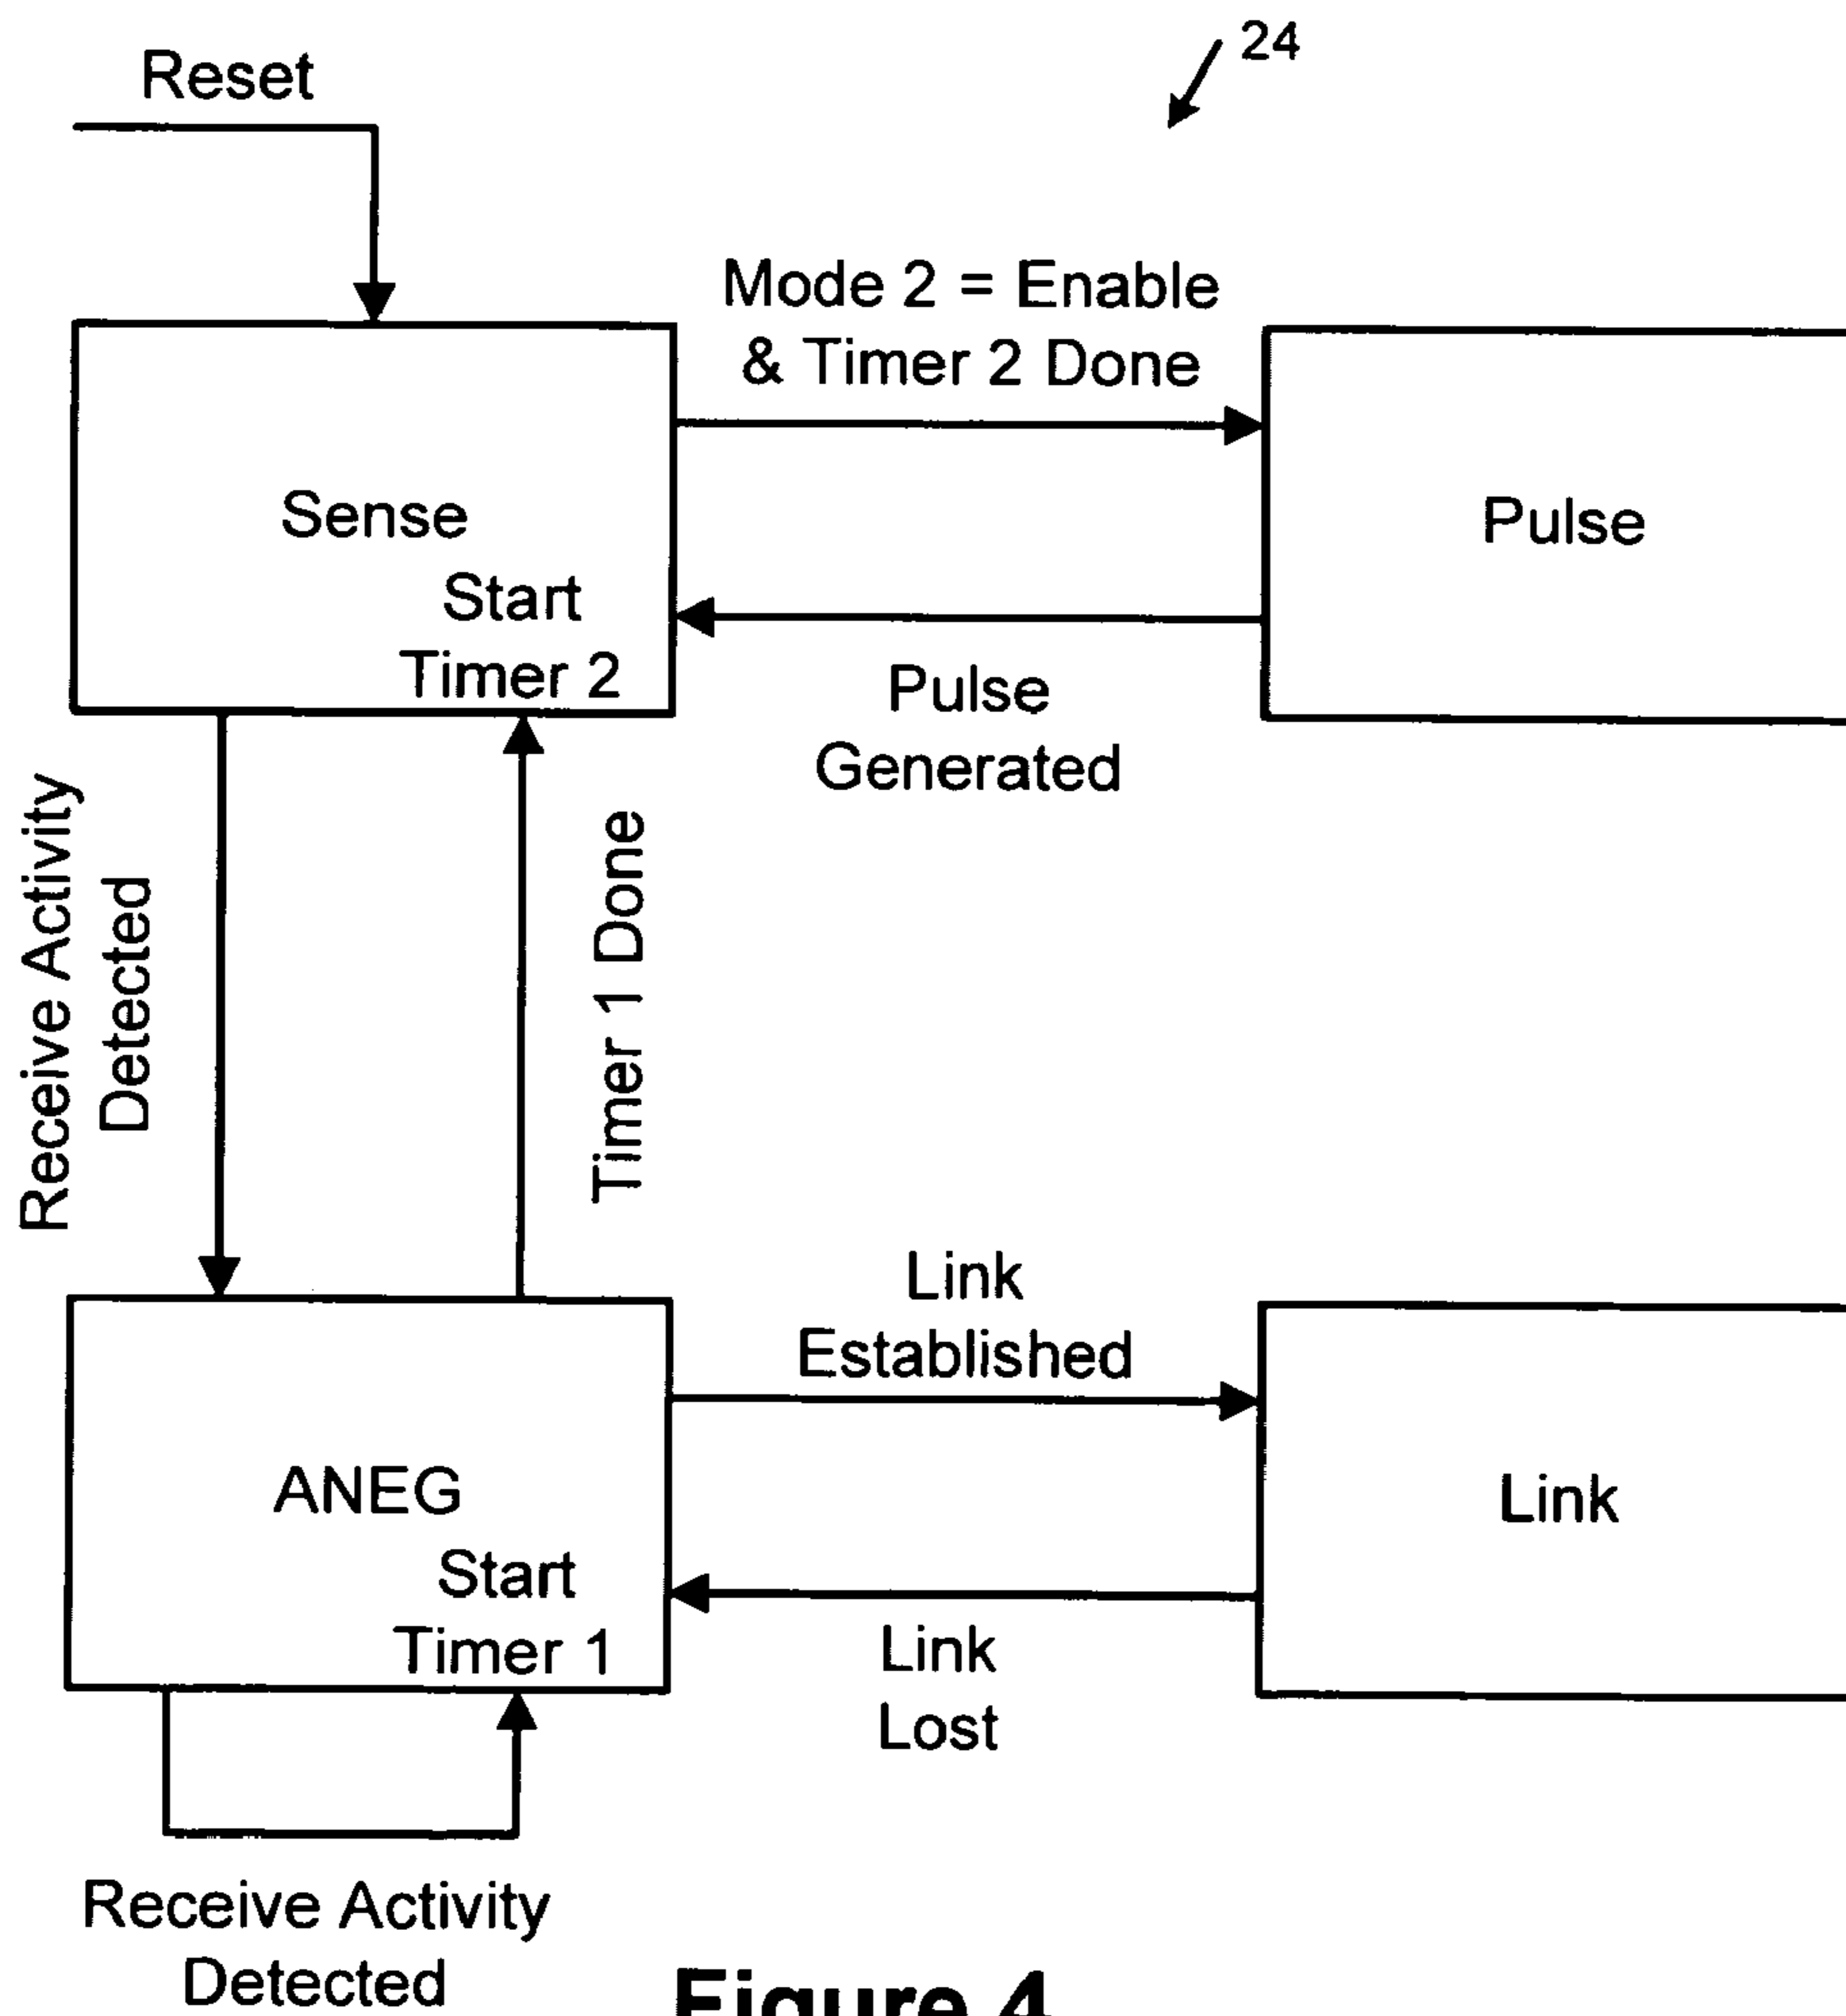 24
Reset
Mode 2 = Enable
& Timer 2 Done
Sense
Start
Timer 2
Pulse
Pulse
Generated
Receive Activity
Detected
Timer 1 Done
Link
Established
ANEG
Start
Timer 1
Link
Link
Lost
Receive Activity
Detected
Figure 4